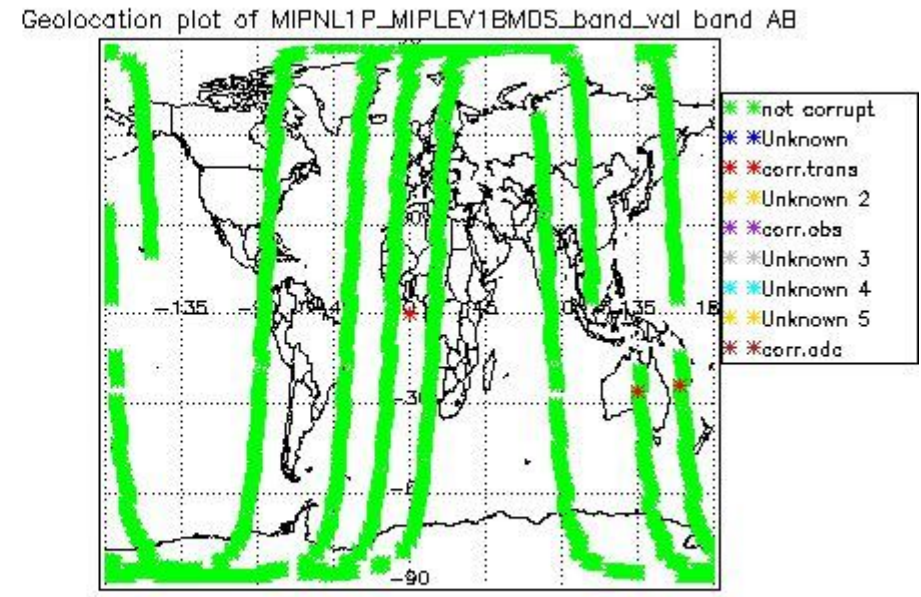 Geolocation plot of MIPNL1P_MIPLEV1BMDS_band_val band AB
not corrupt
Unknown
corr.trans
Unknown 2
corr.obs
Unknown 3
Unknown 4
Unknown 5
corr.adc
-135
135
-90